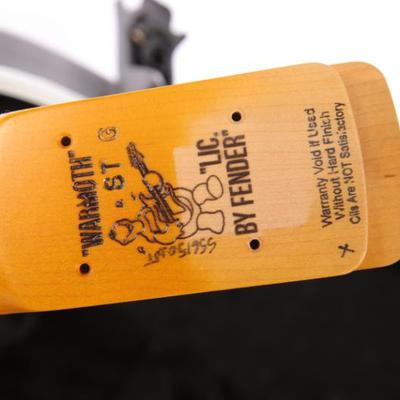 "WARMOTH"
ST G
"LIC.
BY FENDER"
Warranty Void if Used
Without Hard Finish
Oils Are NOT Satisfactory
X